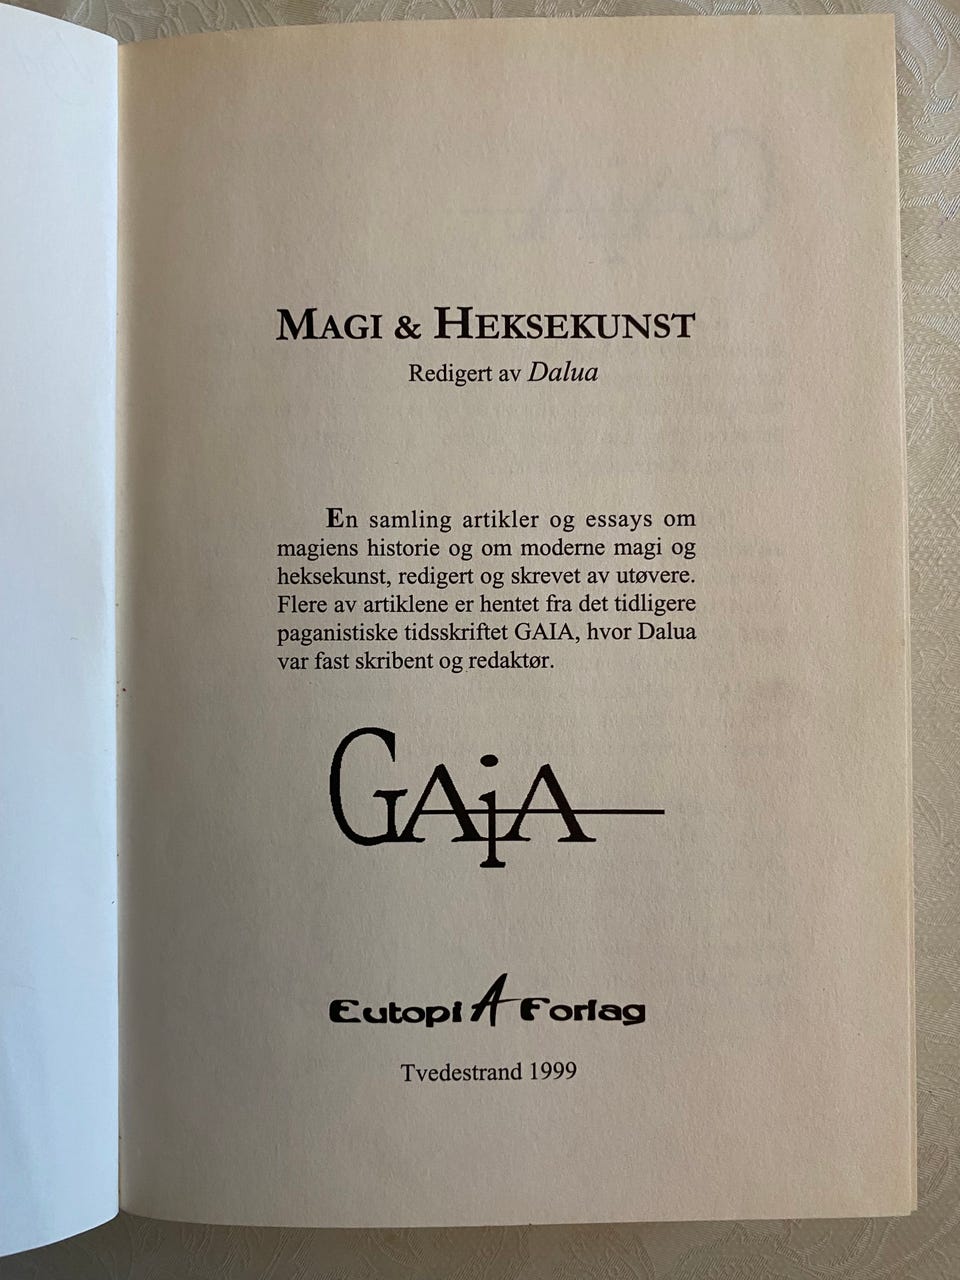 MAGI & HEKSEKUNST
Redigert av Dalua
En samling artikler og essays om
magiens historie og om moderne magi og
heksekunst, redigert og skrevet av utøvere.
Flere av artiklene er hentet fra det tidligere
paganistiske tidsskriftet GAIA, hvor Dalua
var fast skribent og redaktør.
GAiA
EutopiA Forlag
Tvedestrand 1999